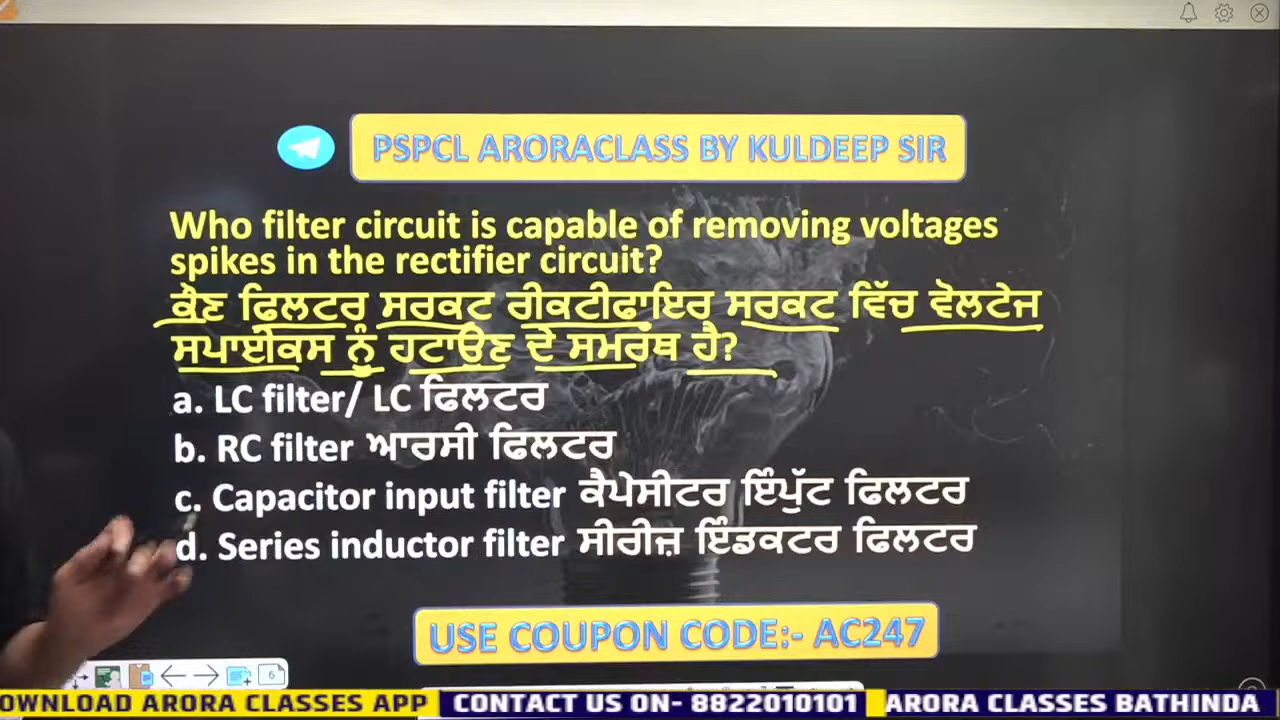 PSPCL ARORACLASS BY KULDEEP SIR
Who filter circuit is capable of removing voltages
spikes in the rectifier circuit?
ਕੌਣ ਫਿਲਟਰ ਸਰਕਟ ਰੀਕਟੀਫਾਇਰ ਸਰਕਟ ਵਿੱਚ ਵੋਲਟੇਜ
ਸਪਾਈਕਸ ਨੂੰ ਹਟਾਉਣ ਦੇ ਸਮਰੱਥ ਹੈ?
a. LC filter/ LC ਫਿਲਟਰ
b. RC filter ਆਰਸੀ ਫਿਲਟਰ
c. Capacitor input filter ਕੈਪੇਸੀਟਰ ਇੰਪੁੱਟ ਫਿਲਟਰ
d. Series inductor filter ਸੀਰੀਜ਼ ਇੰਡਕਟਰ ਫਿਲਟਰ
USE COUPON CODE:- AC247
6
OWNLOAD ARORA CLASSES APP CONTACT US ON- 8822010101 ARORA CLASSES BATHINDA